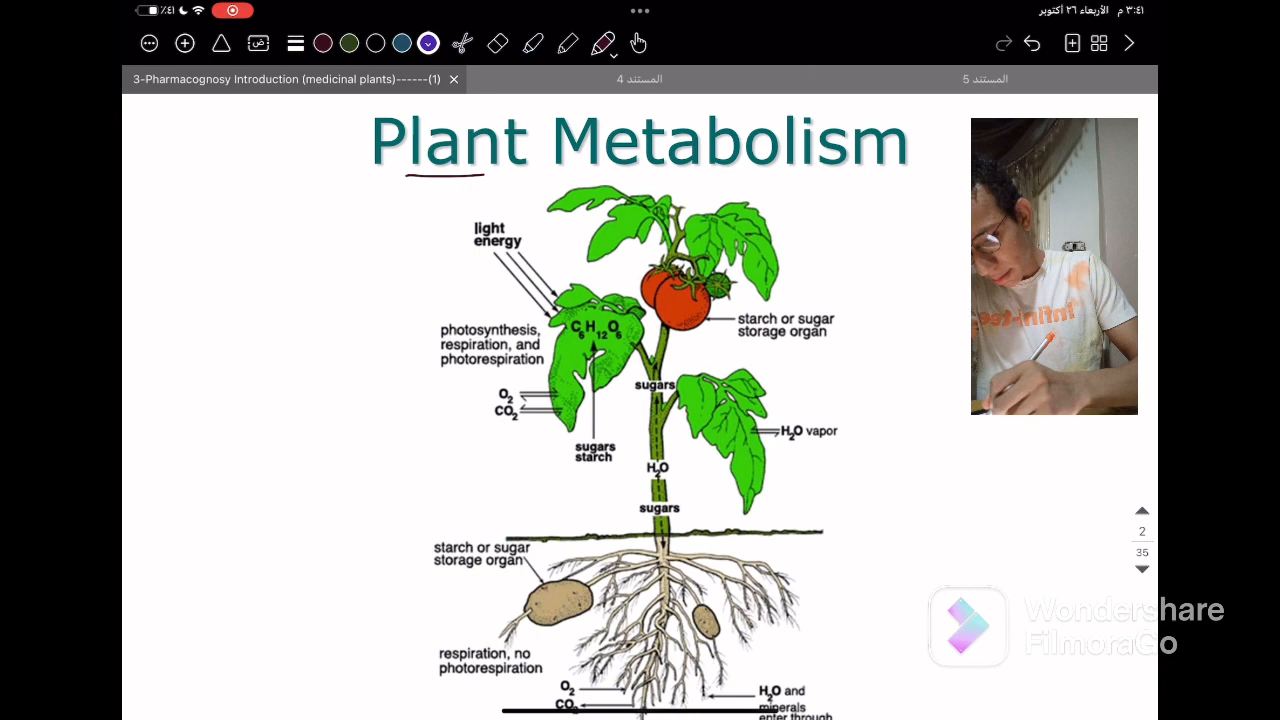 ٪٤١
٣:٤١ م الأربعاء ٢٦ أكتوبر
ض
3-Pharmacognosy Introduction (medicinal plants)------(1)
المستند 4
المستند 5
Plant Metabolism
light
energy
C6H12O6
starch or sugar
storage organ
photosynthesis,
respiration, and
photorespiration
sugars
O2
CO2
H2O vapor
sugars
starch
H2O
sugars
2
35
starch or sugar
storage organ
Wondershare
FilmoraGo
respiration, no
photorespiration
O2
CO2
H2O and
minerals
enter through